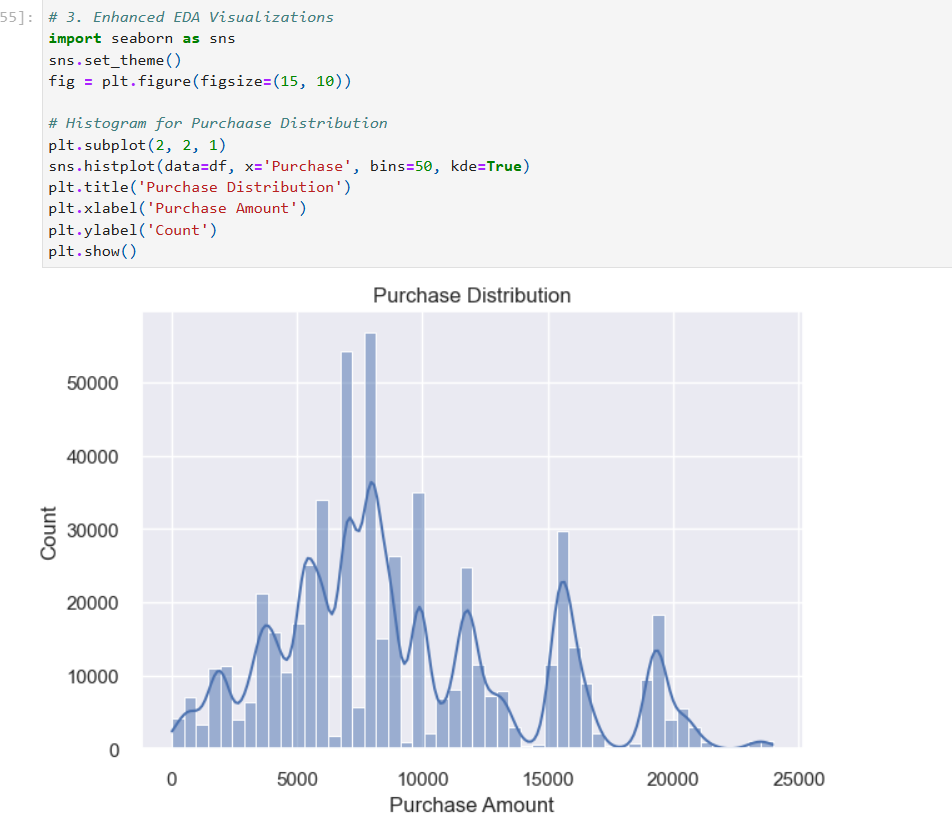 55]:
# 3. Enhanced EDA Visualizations
import seaborn as sns
sns.set_theme()
fig = plt.figure(figsize=(15, 10))
# Histogram for Purchaase Distribution
plt.subplot(2, 2, 1)
sns.histplot(data=df, x='Purchase', bins=50, kde=True)
plt.title('Purchase Distribution')
plt.xlabel('Purchase Amount')
plt.ylabel('Count')
plt.show()
Purchase Distribution
50000
40000
30000
20000
10000
0
Count
0 5000 10000 15000 20000 25000
Purchase Amount